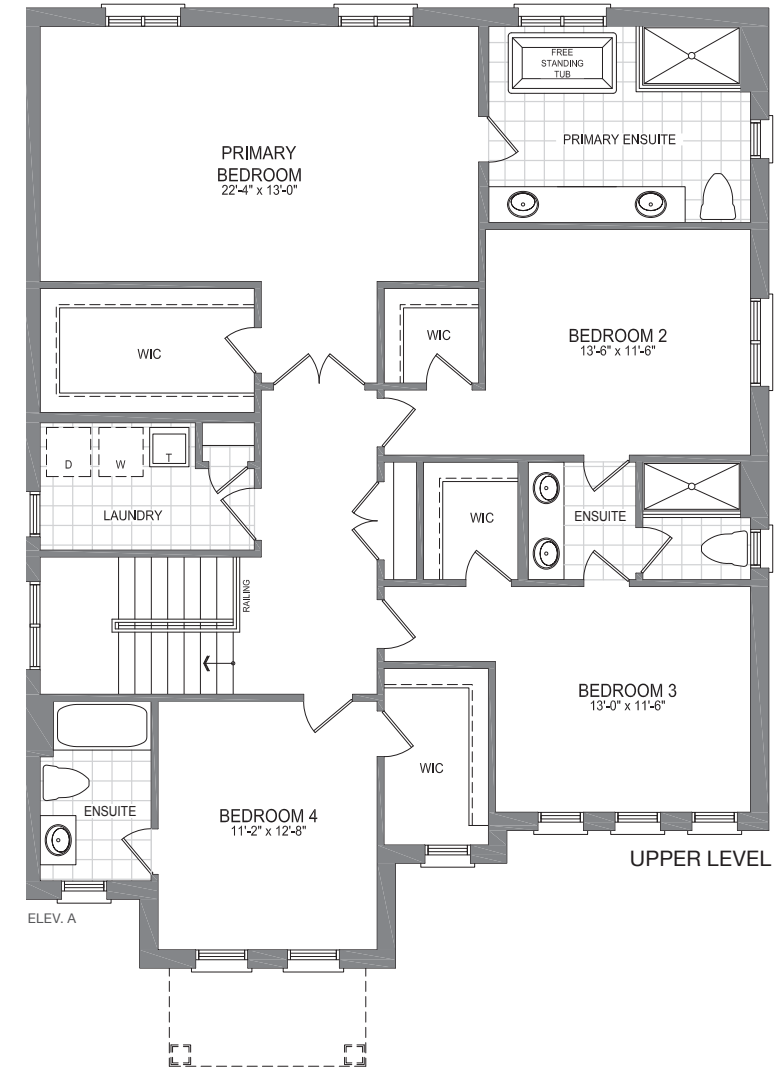 FREE
STANDING
TUB
PRIMARY ENSUITE
PRIMARY
BEDROOM
22'-4" x 13'-0"
WIC
WIC
BEDROOM 2
13'-6" x 11'-6"
D
W
T
LAUNDRY
WIC
ENSUITE
RAILING
BEDROOM 3
13'-0" x 11'-6"
WIC
ENSUITE
BEDROOM 4
11'-2" x 12'-8"
UPPER LEVEL
ELEV. A